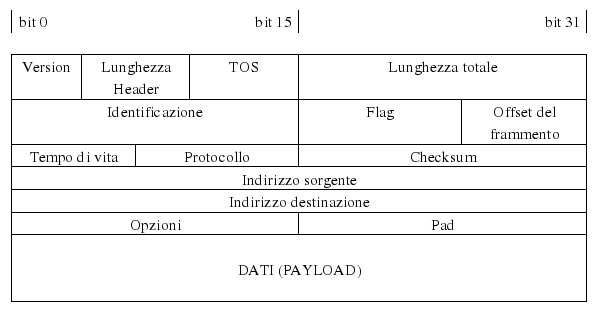 bit 0 bit 15 bit 31
Version Lunghezza TOS Lunghezza totale
Header
Identificazione Flag Offset del
frammento
Tempo di vita Protocollo Checksum
Indirizzo sorgente
Indirizzo destinazione
Opzioni Pad
DATI (PAYLOAD)